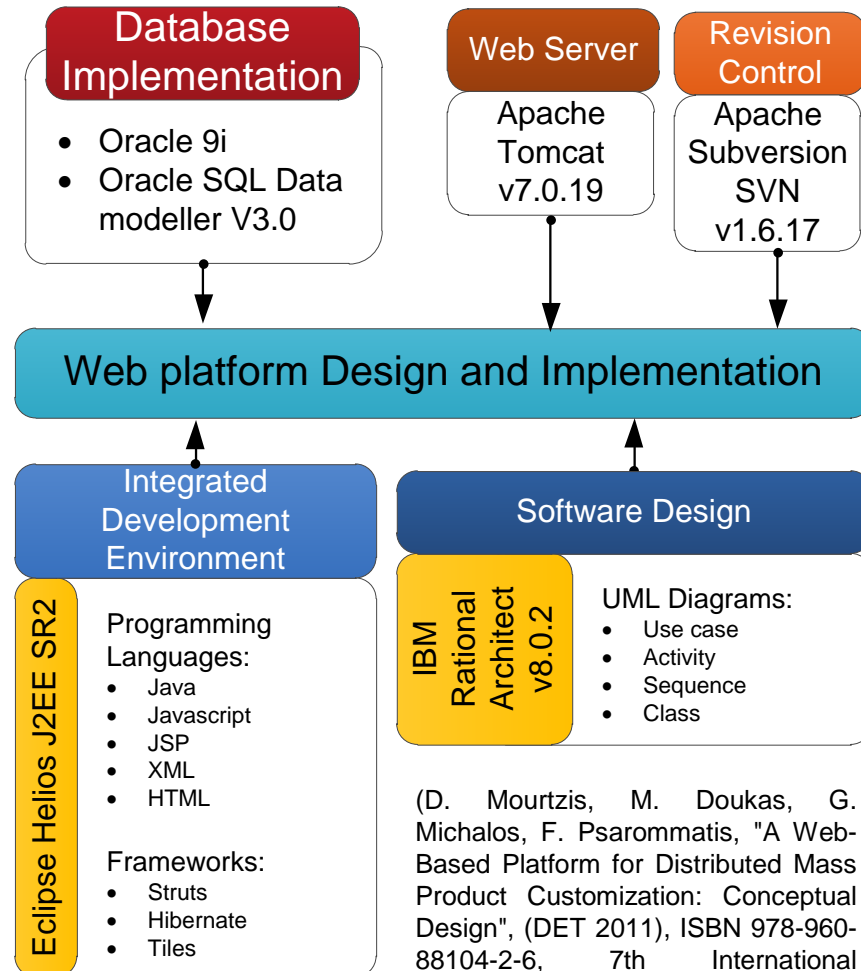 Database
Implementation
• Oracle 9i
• Oracle SQL Data
modeller V3.0
Web Server
Apache
Tomcat
v7.0.19
Revision
Control
Apache
Subversion
SVN
v1.6.17
Web platform Design and Implementation
Integrated
Development
Environment
Eclipse Helios J2EE SR2
Programming
Languages:
• Java
• Javascript
• JSP
• XML
• HTML
Frameworks:
• Struts
• Hibernate
• Tiles
Software Design
IBM
Rational
Architect
v8.0.2
UML Diagrams:
• Use case
• Activity
• Sequence
• Class
(D. Mourtzis, M. Doukas, G.
Michalos, F. Psarommatis, "A Web-
Based Platform for Distributed Mass
Product Customization: Conceptual
Design", (DET 2011), ISBN 978-960-
88104-2-6, 7th International